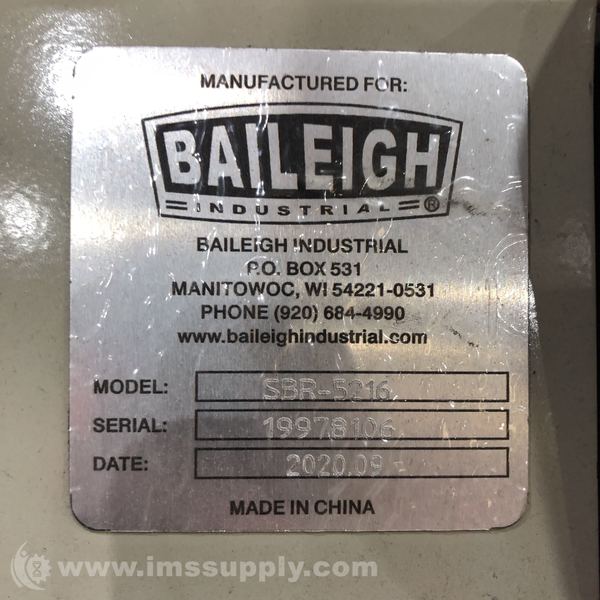 MANUFACTURED FOR:
BAILEIGH
INDUSTRIAL ®
BAILEIGH INDUSTRIAL
P.O. BOX 531
MANITOWOC, WI 54221-0531
PHONE (920) 684-4990
www.baileighindustrial.com
MODEL: SBR-5216
SERIAL: 19978106
DATE: 2020.09
MADE IN CHINA
www.imssupply.com